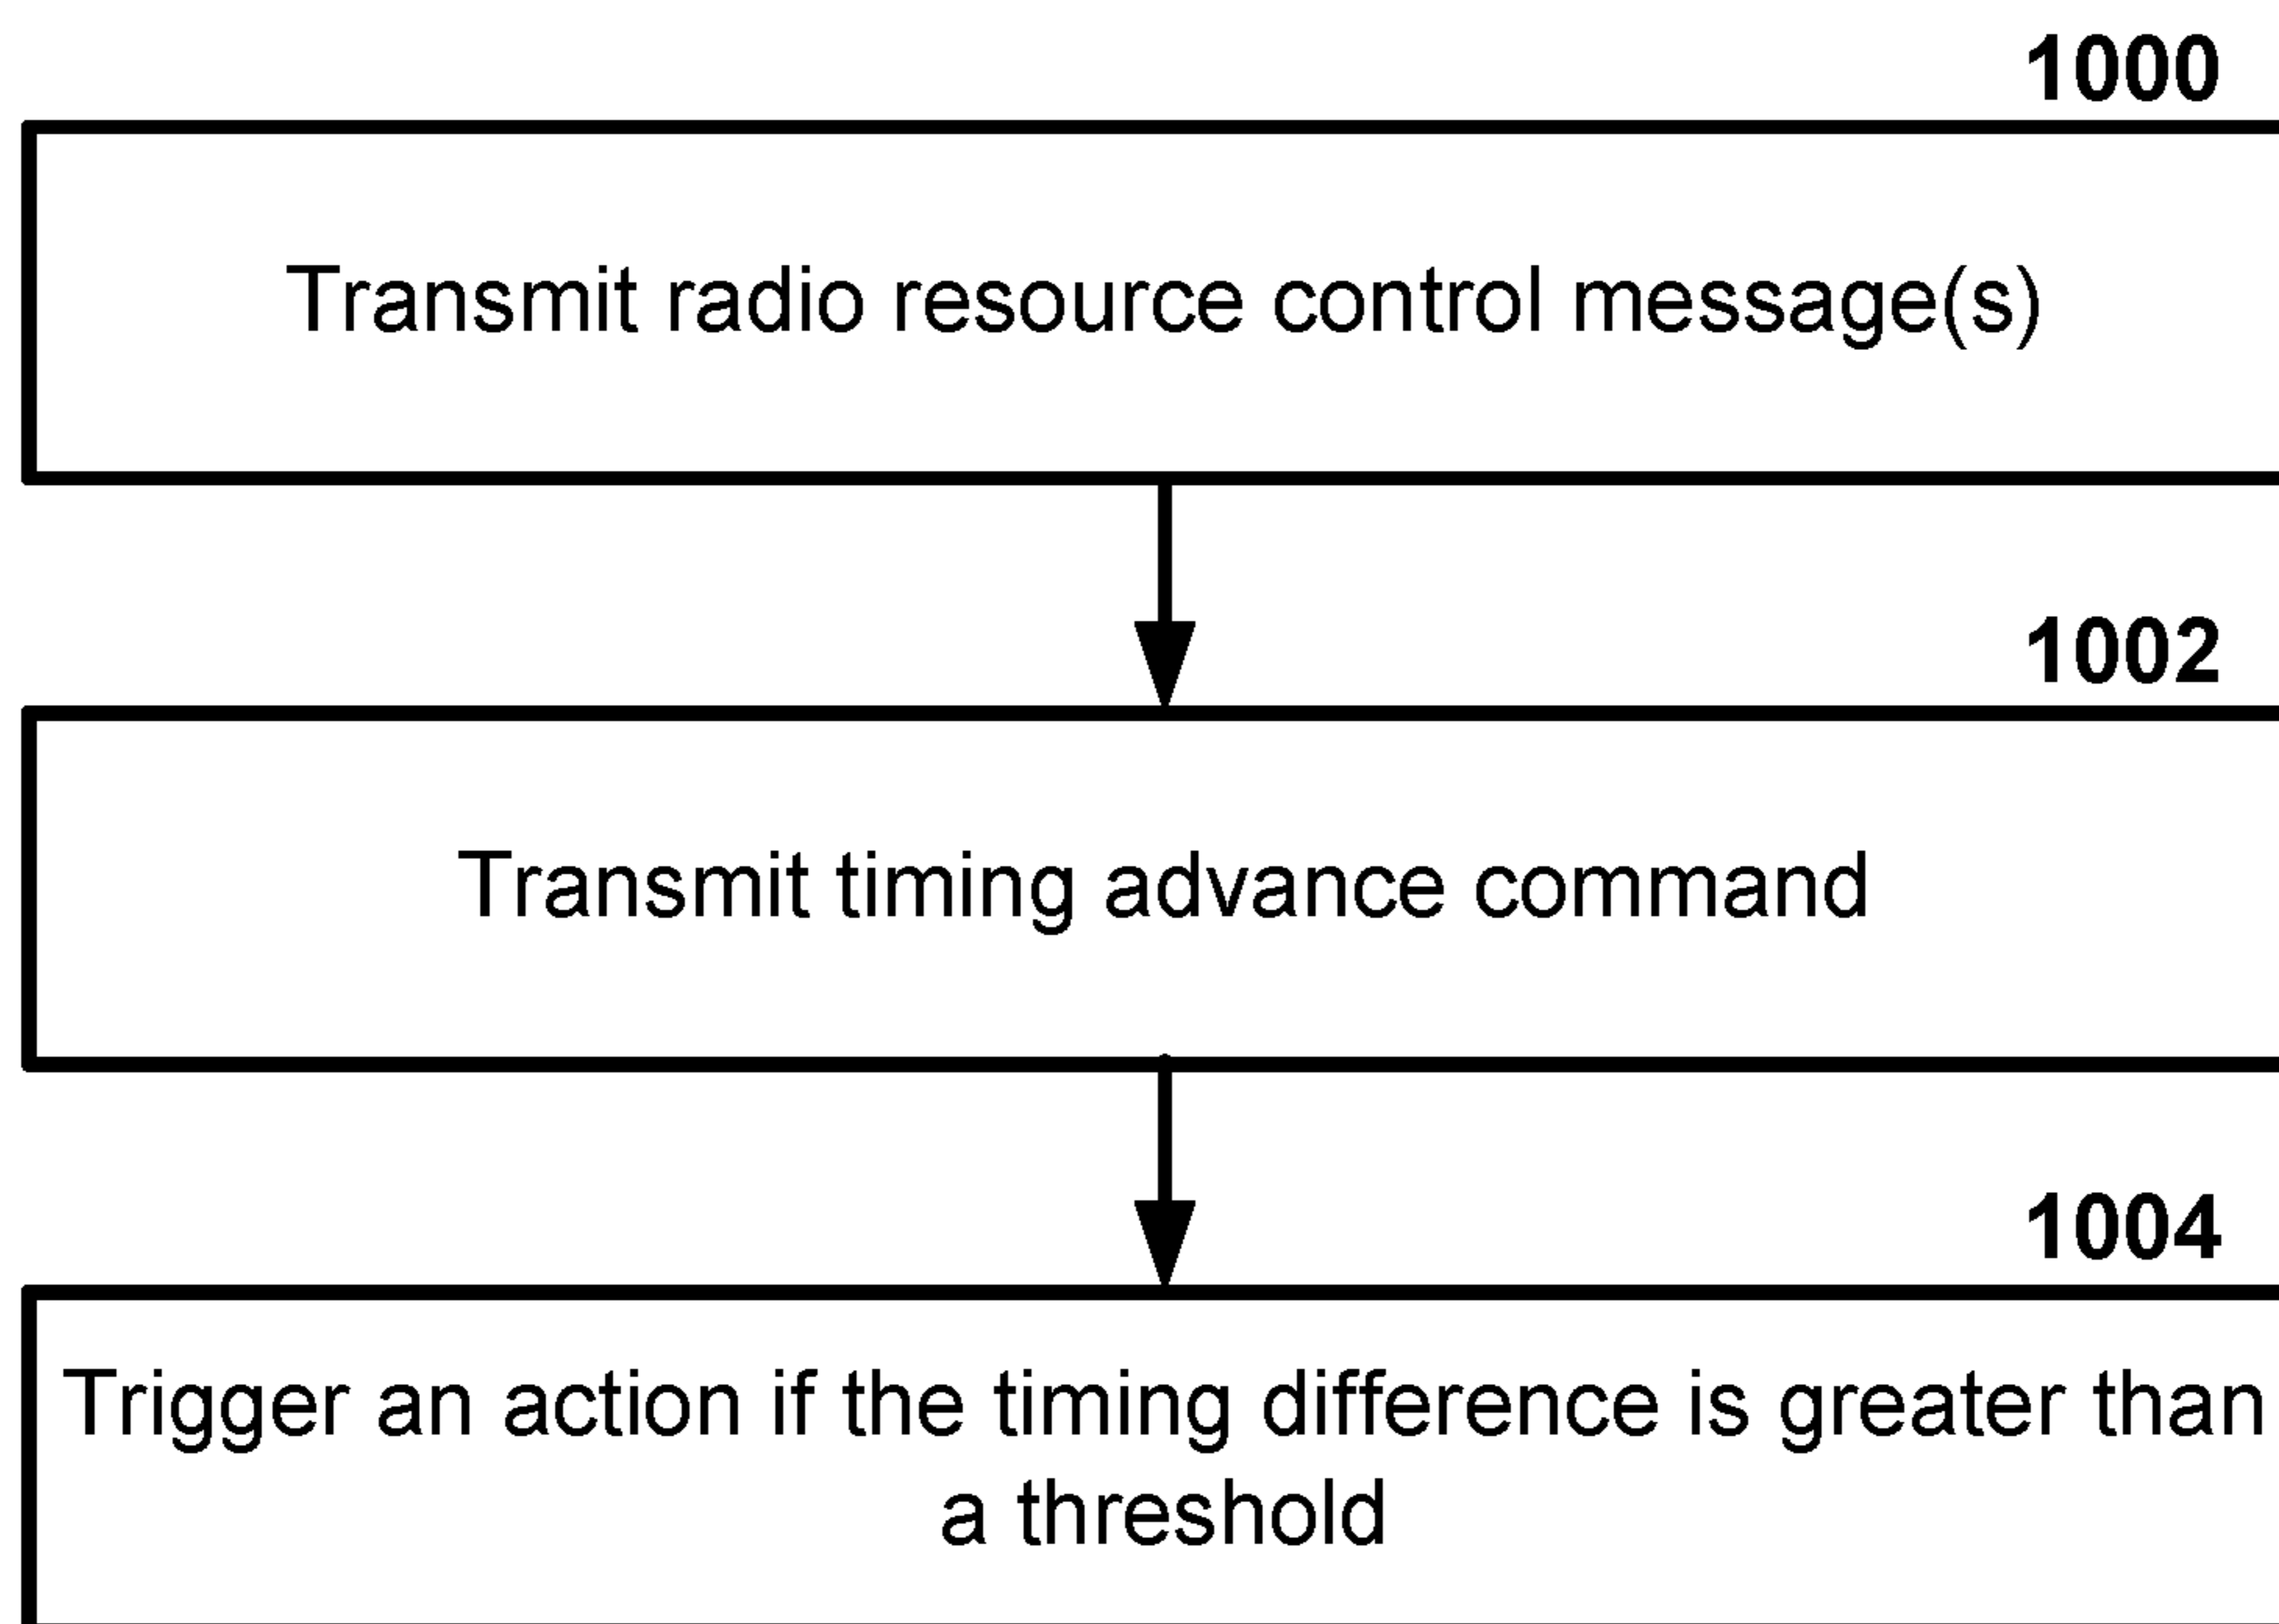 1000
Transmit radio resource control message(s)
1002
Transmit timing advance command
1004
Trigger an action if the timing difference is greater than
a threshold